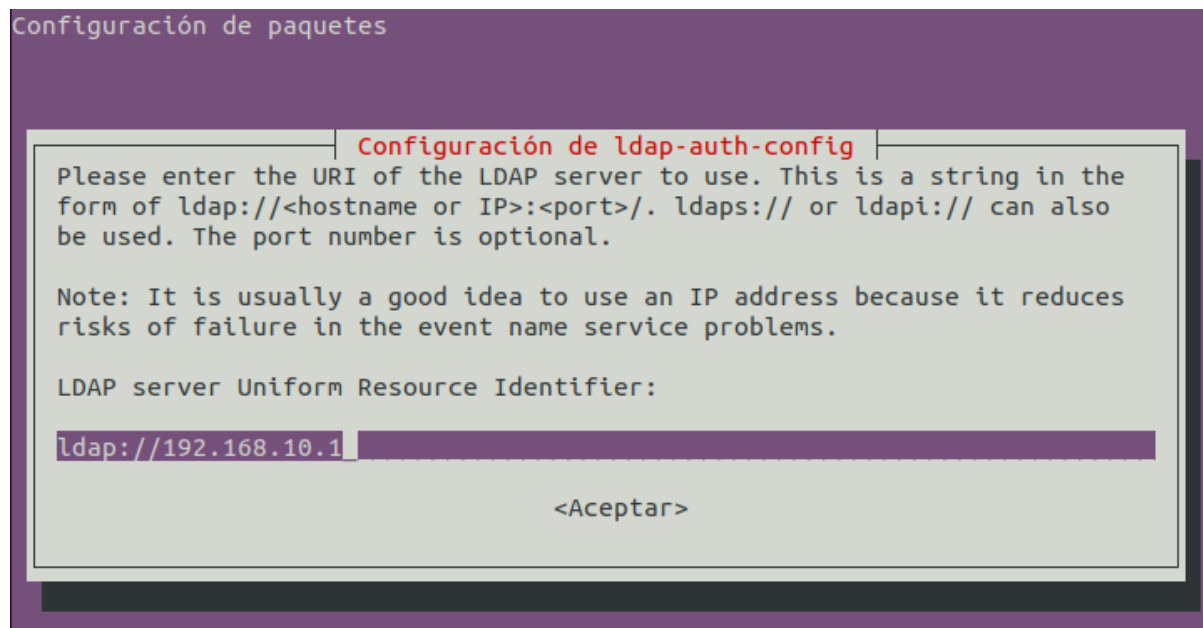 Configuración de paquetes
Configuración de ldap-auth-config
Please enter the URI of the LDAP server to use. This is a string in the
form of ldap://<hostname or IP>:<port>/. ldaps:// or ldapi:// can also
be used. The port number is optional.
Note: It is usually a good idea to use an IP address because it reduces
risks of failure in the event name service problems.
LDAP server Uniform Resource Identifier:
ldap://192.168.10.1
<Aceptar>